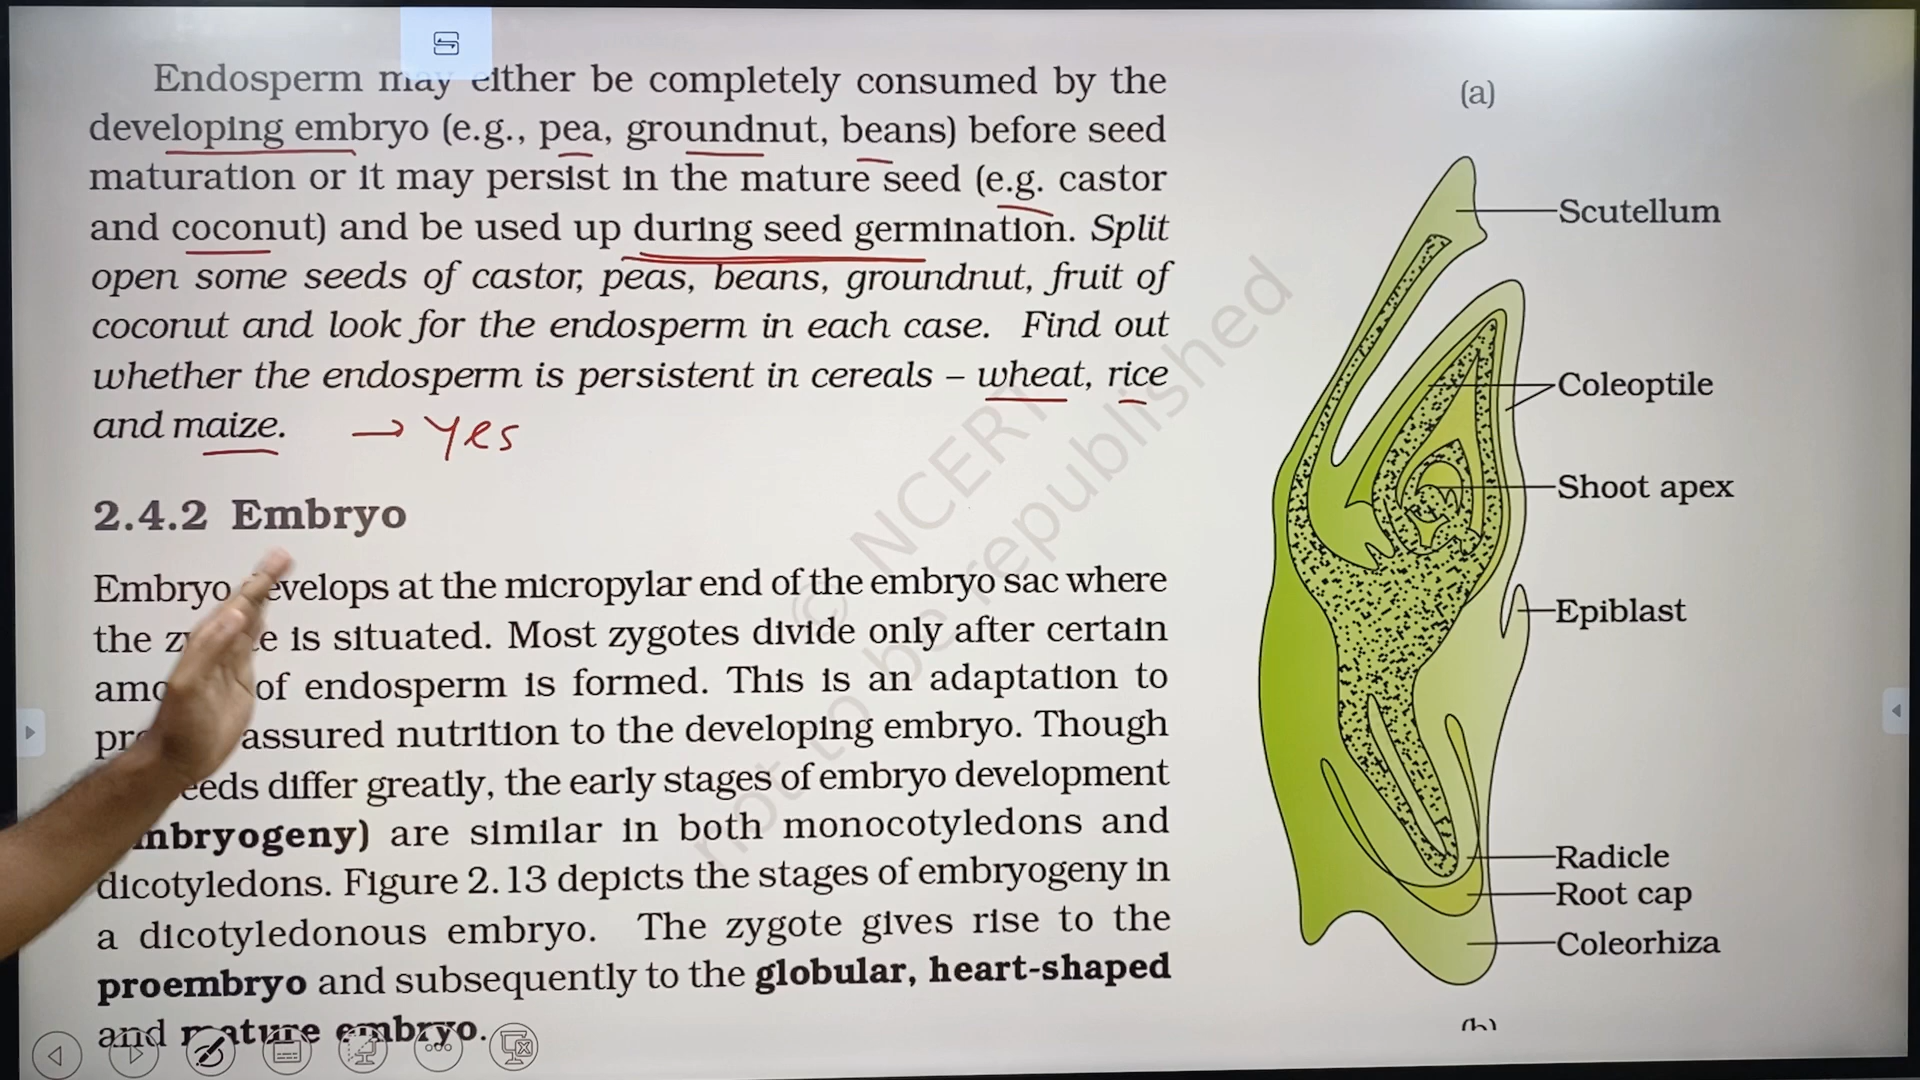 Endosperm may either be completely consumed by the
developing embryo (e.g., pea, groundnut, beans) before seed
maturation or it may persist in the mature seed (e.g. castor
and coconut) and be used up during seed germination. Split
open some seeds of castor, peas, beans, groundnut, fruit of
coconut and look for the endosperm in each case. Find out
whether the endosperm is persistent in cereals – wheat, rice
and maize. → Yes
2.4.2 Embryo
Embryo develops at the micropylar end of the embryo sac where
the is situated. Most zygotes divide only after certain
of endosperm is formed. This is an adaptation to
assured nutrition to the developing embryo. Though
differ greatly, the early stages of embryo development
are similar in both monocotyledons and
dicotyledons. Figure 2.13 depicts the stages of embryogeny in
a dicotyledonous embryo. The zygote gives rise to the
proembryo and subsequently to the globular, heart-shaped
and mature embryo.
(a)
Scutellum
Coleoptile
Shoot apex
Epiblast
Radicle
Root cap
Coleorhiza
(b)
© NCERT
not to be republished